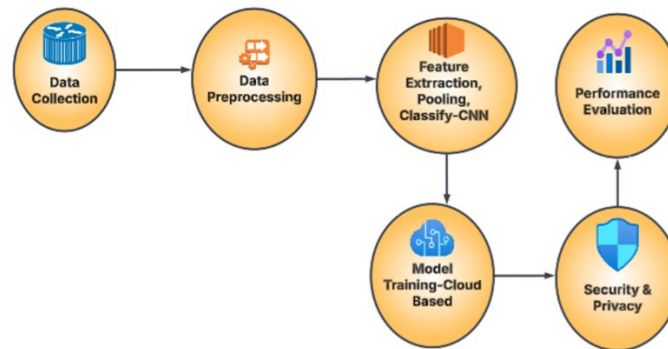 Data
Collection
Data
Preprocessing
Feature
Extrraction,
Pooling,
Classify-CNN
Performance
Evaluation
Model
Training-Cloud
Based
Security &
Privacy